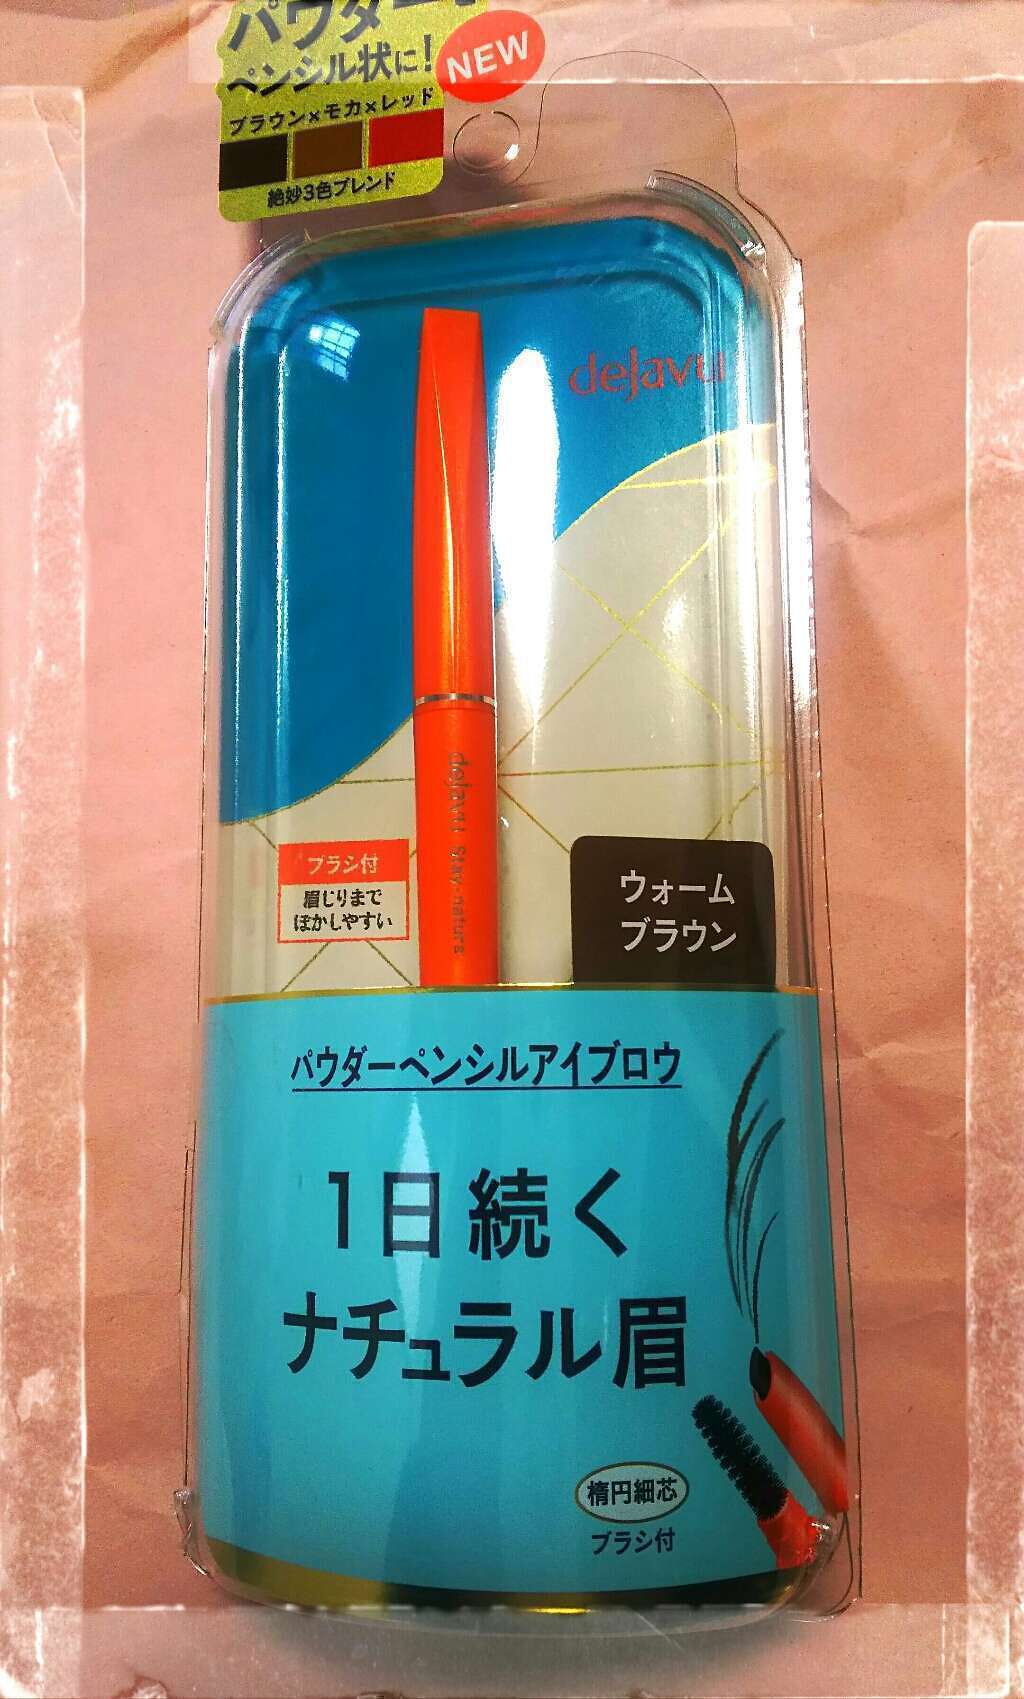 パウダーを
ペンシル状に!
NEW
ブラウン×モカ×レッド
絶妙3色ブレンド
dejavu
dejavu Stay-natura
ブラシ付
眉じりまで
ぼかしやすい
ウォーム
ブラウン
パウダーペンシルアイブロウ
1日続く
ナチュラル眉
楕円細芯
ブラシ付